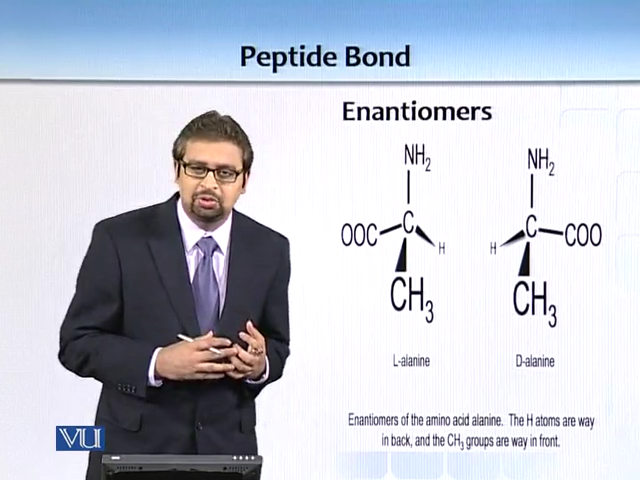 Peptide Bond
Enantiomers
NH2 NH2
OOC C H H C COO
CH3 CH3
L-alanine D-alanine
Enantiomers of the amino acid alanine. The H atoms are way
in back, and the CH3 groups are way in front.
VU